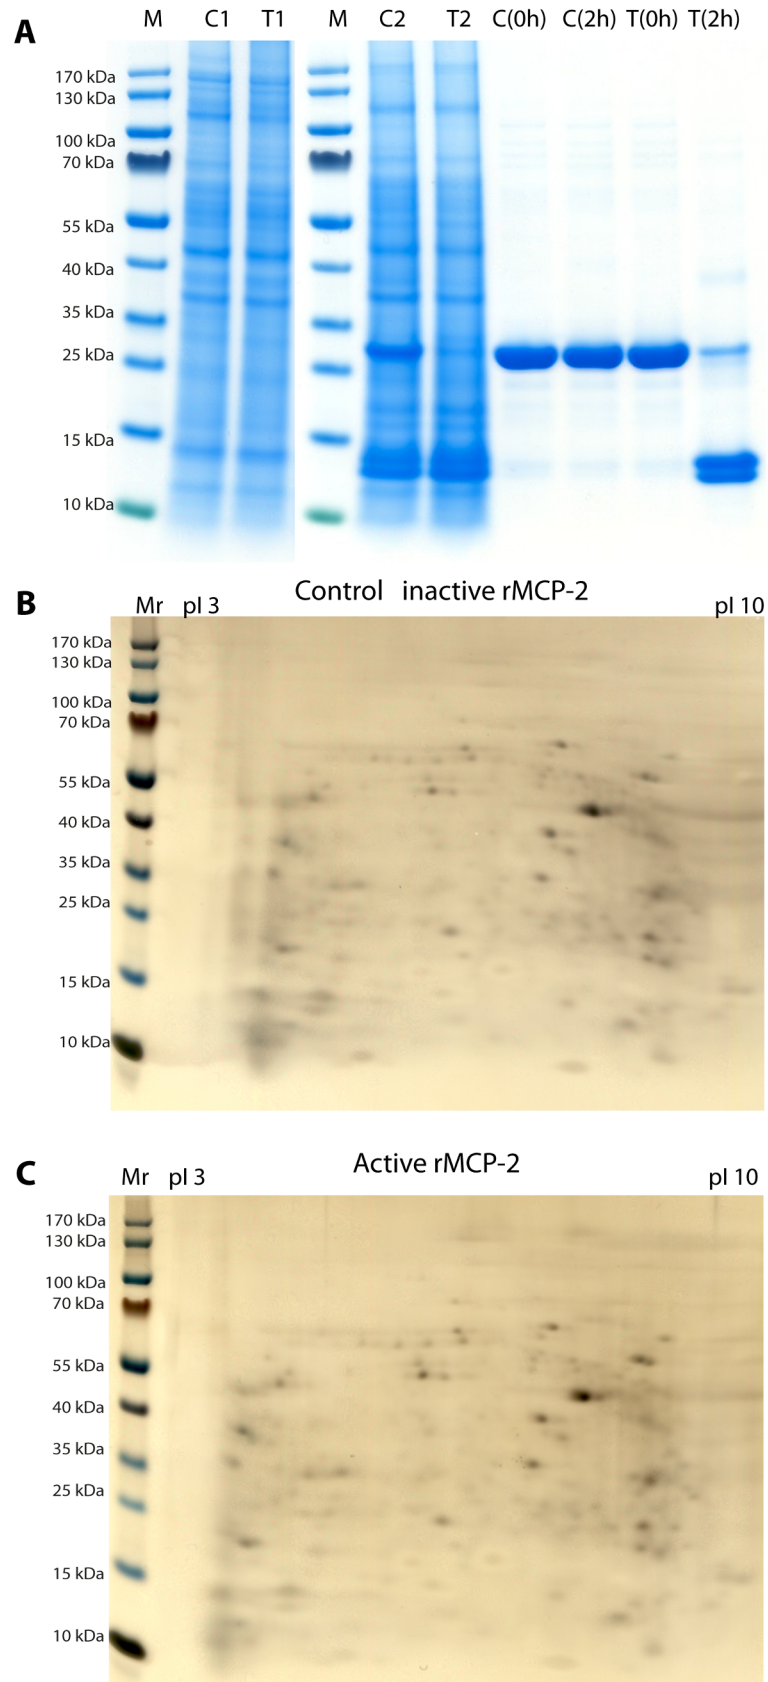 A
M C1 T1 M C2 T2 C(0h) C(2h) T(0h) T(2h)
170 kDa
130 kDa
100 kDa
70 kDa
55 kDa
40 kDa
35 kDa
25 kDa
15 kDa
10 kDa
B
Control inactive rMCP-2
Mr pI 3 pI 10
170 kDa
130 kDa
100 kDa
70 kDa
55 kDa
40 kDa
35 kDa
25 kDa
15 kDa
10 kDa
C
Active rMCP-2
Mr pI 3 pI 10
170 kDa
130 kDa
100 kDa
70 kDa
55 kDa
40 kDa
35 kDa
25 kDa
15 kDa
10 kDa